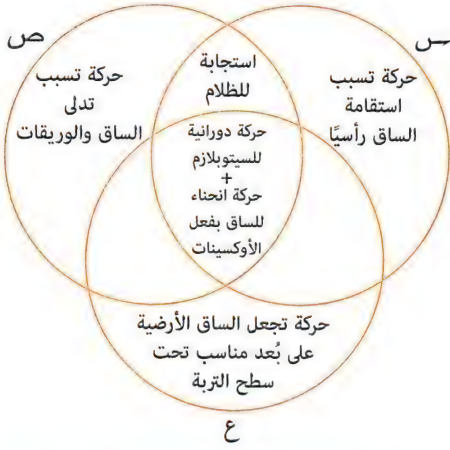 ص
س
حركة تسبب
تدلى
الساق والوريقات
استجابة
للظلام
حركة تسبب
استقامة
الساق رأسيًا
حركة دورانية
للسيتوبلازم
+
حركة انحناء
للساق بفعل
الأوكسينات
حركة تجعل الساق الأرضية
على بُعد مناسب تحت
سطح التربة
ع